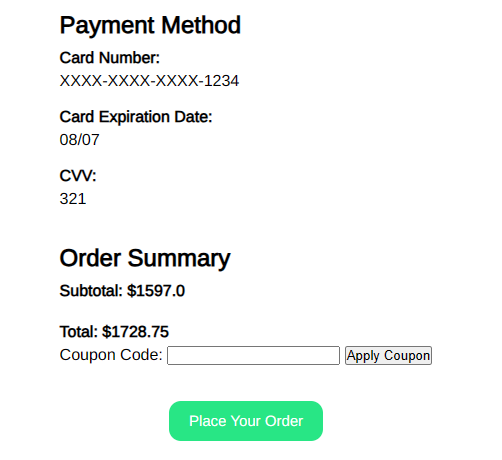 Payment Method
Card Number:
XXXX-XXXX-XXXX-1234
Card Expiration Date:
08/07
CVV:
321
Order Summary
Subtotal: $1597.0
Total: $1728.75
Coupon Code: Apply Coupon
Place Your Order